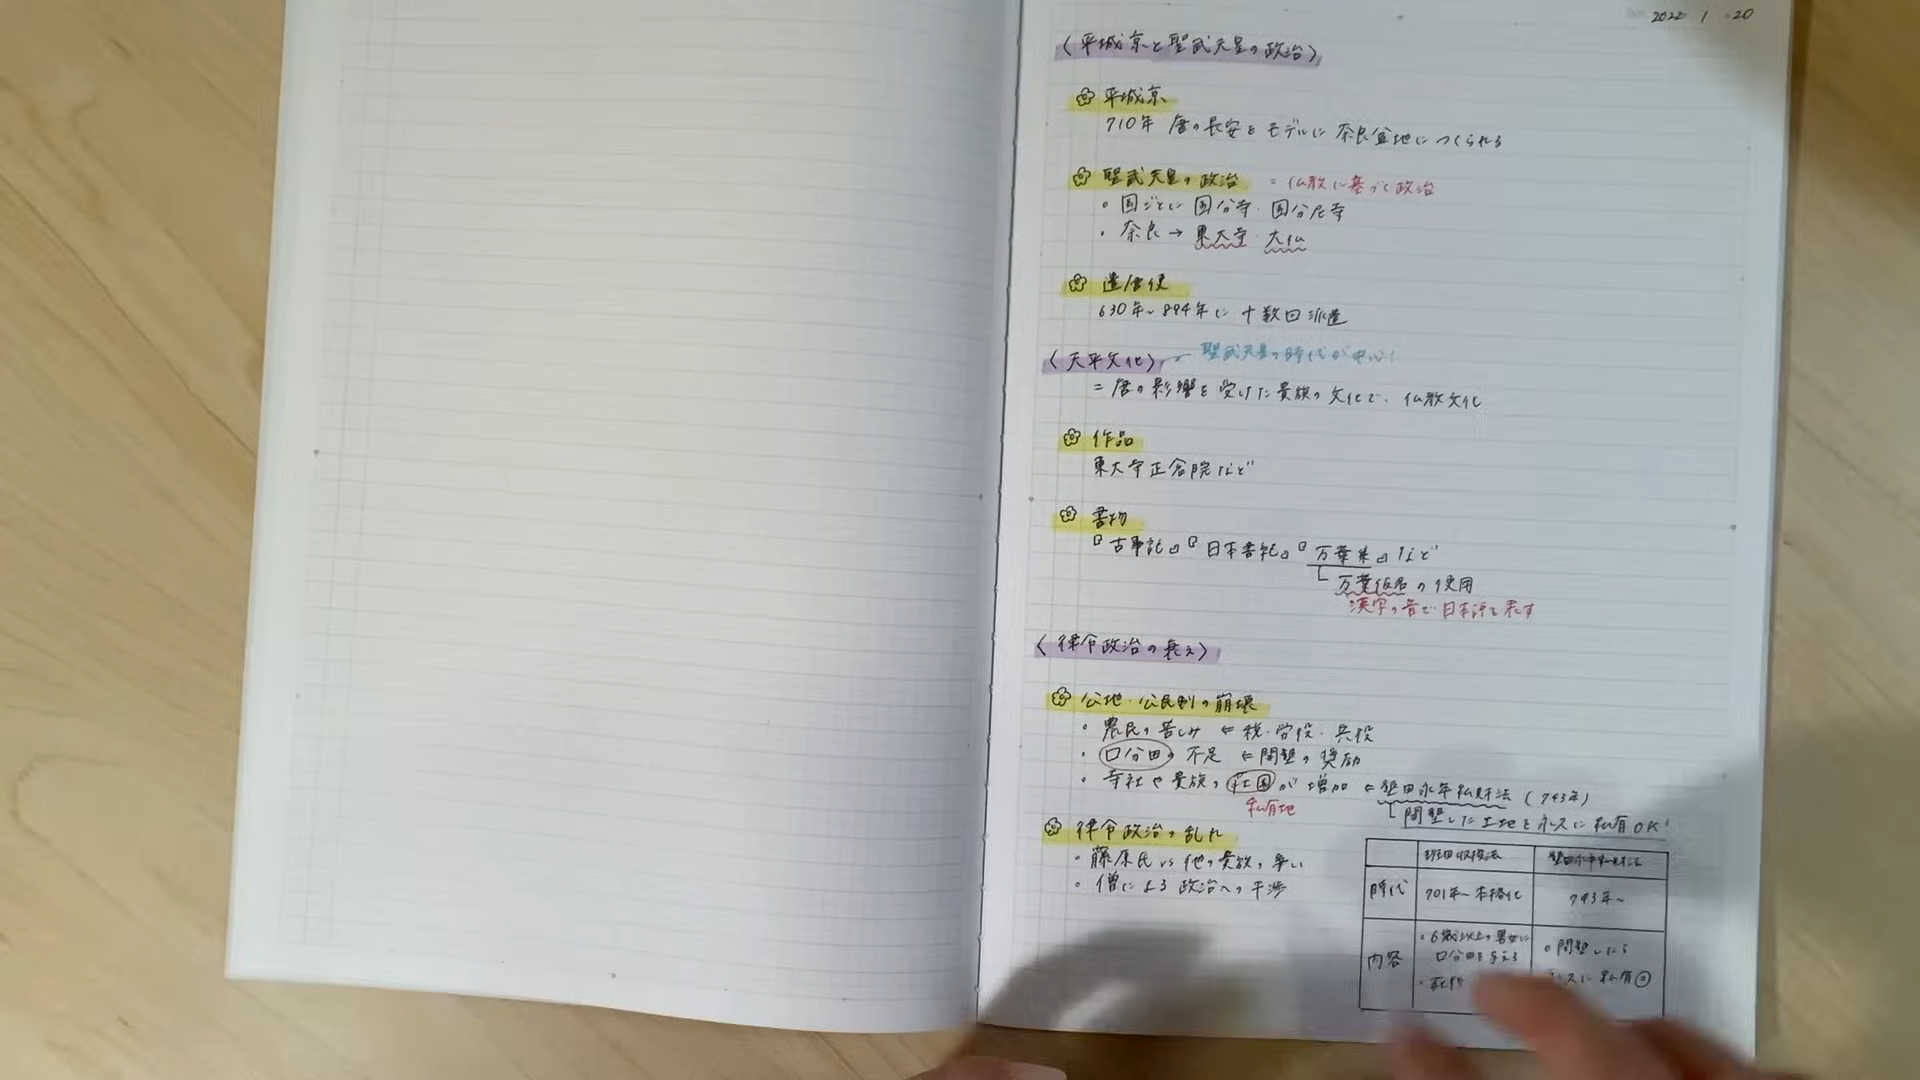 2022 1 20
〈平城京と聖武天皇の政治〉
平城京
710年 唐の長安をモデルに 奈良盆地につくられる
聖武天皇の政治 = 仏教に基づく政治
・国ごとに 国分寺・国分尼寺
・奈良 → 東大寺・大仏
遣唐使
630年~894年に 十数回派遣
〈天平文化〉 聖武天皇の時代が中心!
= 唐の影響を受けた貴族の文化で、仏教文化
作品
東大寺正倉院など
書物
『古事記』『日本書紀』『万葉集』など
万葉仮名の使用
漢字の音で日本語を表す
〈律令政治の衰え〉
公地・公民制の崩壊
・農民の苦しみ ← 税・労役・兵役
・口分田の不足 ← 開墾の奨励
・寺社や貴族の荘園が増加 ← 墾田永年私財法 (743年)
私有地
開墾した土地を永久に私有OK!
律令政治の乱れ
・藤原氏 vs 他の貴族の争い
・僧による政治への干渉
班田収授法 墾田永年私財法
時代 701年~本格化 743年~
内容 ・6歳以上の男女に ・開墾したら
口分田を与える